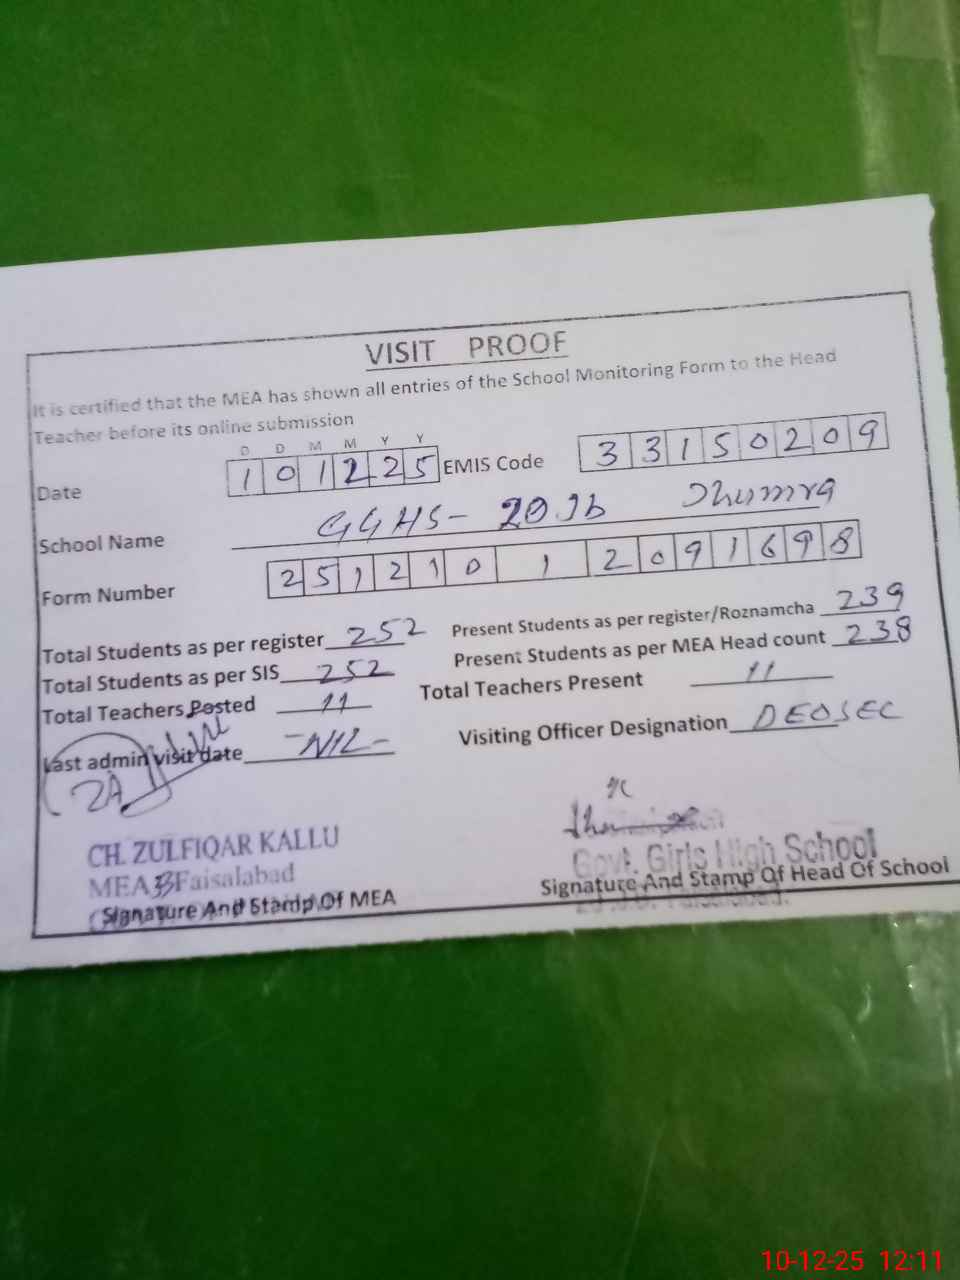 VISIT PROOF
It is certified that the MEA has shown all entries of the School Monitoring Form to the Head
Teacher before its online submission
D D M M Y Y
Date 1 0 1 2 2 5 EMIS Code 3 3 1 5 0 2 0 9
School Name GGHS - 20 Jb Dhumra
Form Number 2 5 1 2 1 0 1 2 0 9 1 6 9 8
Total Students as per register 252 Present Students as per register/Roznamcha 239
Total Students as per SIS 252 Present Students as per MEA Head count 238
Total Teachers Posted 11 Total Teachers Present 11
Last admin visit date -NIL- Visiting Officer Designation DEOSEC
CH. ZULFIQAR KALLU
MEA Faisalabad
Govt. Girls High School
Signature And Stamp Of MEA Signature And Stamp Of Head Of School
10-12-25 12:11